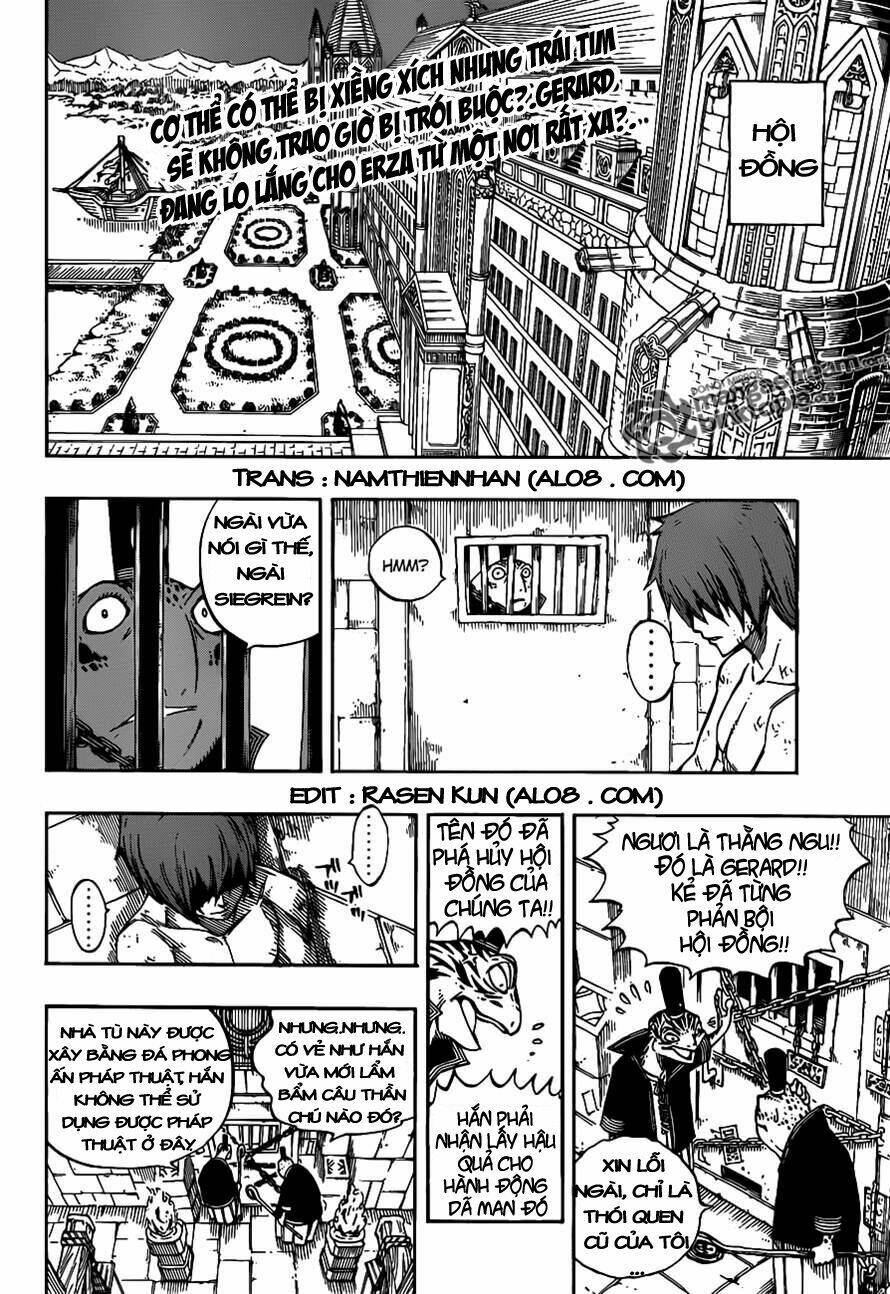 CƠ THỂ CÓ THỂ BỊ XIỀNG XÍCH NHƯNG TRÁI TIM
SẼ KHÔNG TRAO GIỜ BỊ TRÓI BUỘC? GERARD
ĐANG LO LẮNG CHO ERZA TỪ MỘT NƠI RẤT XA?.
HỘI
ĐỒNG
TRANS : NAMTHIENNHAN (ALO8 . COM)
HMM?
NGÀI VỪA
NÓI GÌ THẾ,
NGÀI
SIEGREIN?
EDIT : RASEN KUN (ALO8 . COM)
NGƯƠI LÀ THẰNG NGU!!
ĐÓ LÀ GERARD!!
KẺ ĐÃ TỪNG
PHẢN BỘI
HỘI ĐỒNG!!
XIN LỖI
NGÀI, CHỈ LÀ
THÓI QUEN
CŨ CỦA TÔI
...
TÊN ĐÓ ĐÃ
PHÁ HỦY HỘI
ĐỒNG CỦA
CHÚNG TA!!
HẮN PHẢI
NHẬN LẤY HẬU
QUẢ CHO
HÀNH ĐỘNG
DÃ MAN ĐÓ
NHƯNG.NHƯNG.
CÓ VẺ NHƯ HẮN
VỪA MỚI LẨM
BẨM CÂU THẦN
CHÚ NÀO ĐÓ?
NHÀ TÙ NÀY ĐƯỢC
XÂY BẰNG ĐÁ PHONG
ẤN PHÁP THUẬT, HẮN
KHÔNG THỂ SỬ
DỤNG ĐƯỢC PHÁP
THUẬT Ở ĐÂY.